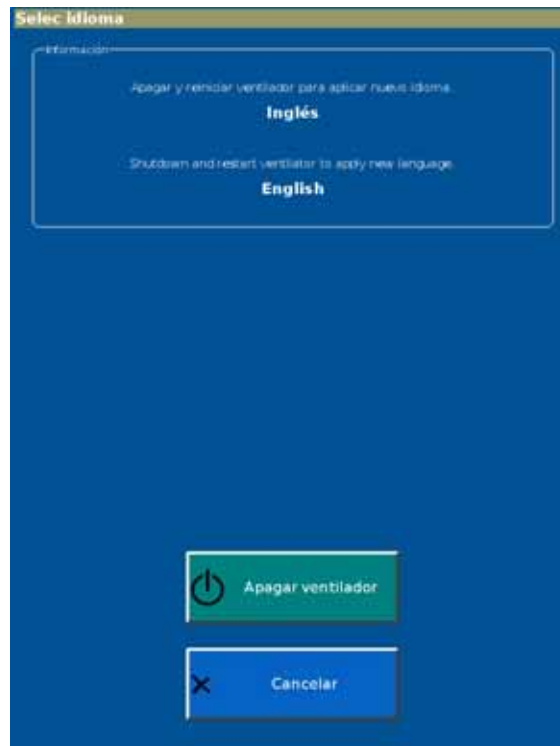 Selec idioma
Información
Apagar y reiniciar ventilador para aplicar nuevo idioma.
Inglés
Shutdown and restart ventilator to apply new language.
English
Apagar ventilador
Cancelar